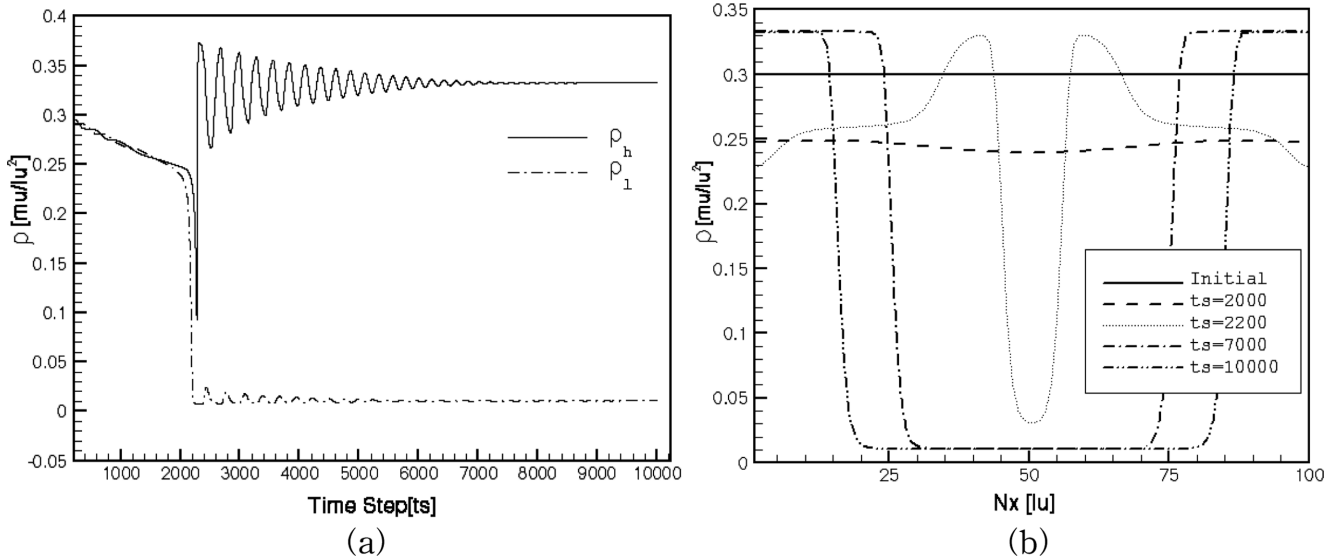 0.4
0.35
0.3
0.25
0.2
0.15
0.1
0.05
0
-0.05
ρ [mu/lu²]
ρh
ρl
1000 2000 3000 4000 5000 6000 7000 8000 9000 10000
Time Step[ts]
(a)
0.35
0.3
0.25
0.2
0.15
0.1
0.05
0
ρ [mu/lu²]
Initial
ts=2000
ts=2200
ts=7000
ts=10000
25 50 75 100
Nx [lu]
(b)